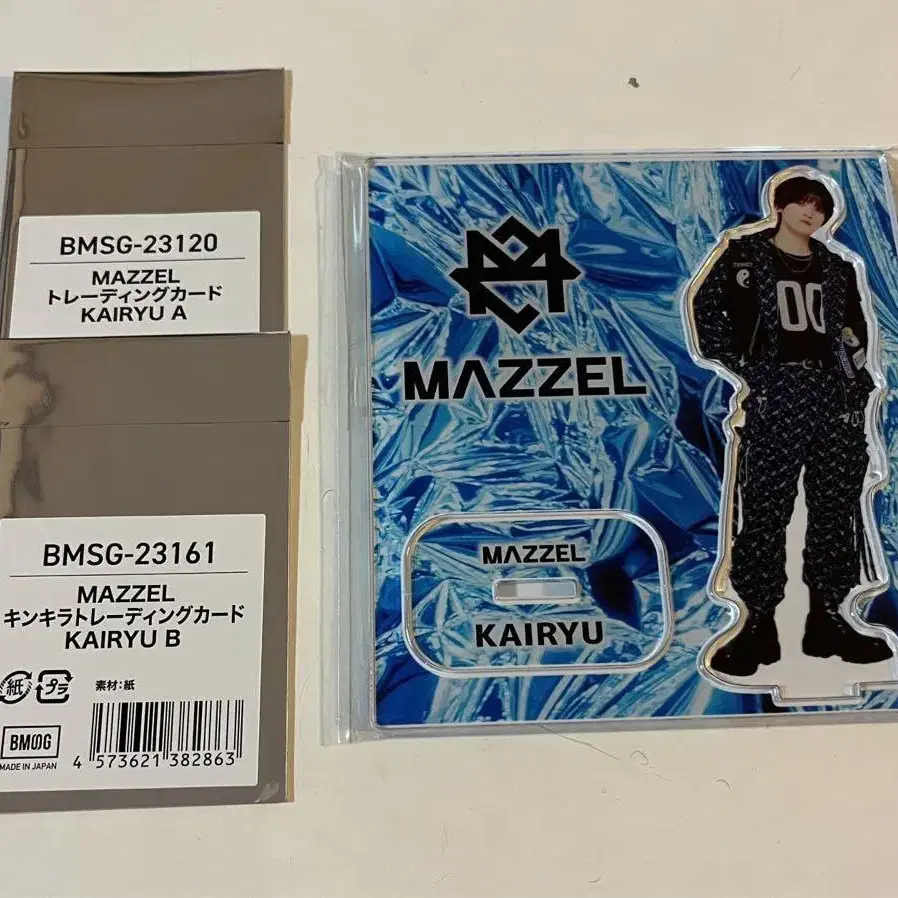 BMSG-23120
MAZZEL
トレーディングカード
KAIRYU A
BMSG-23161
MAZZEL
キンキラトレーディングカード
KAIRYU B
紙
プラ
素材:紙
BMSG
MADE IN JAPAN
4 573621 382863
MAZZEL
MAZZEL
KAIRYU
00